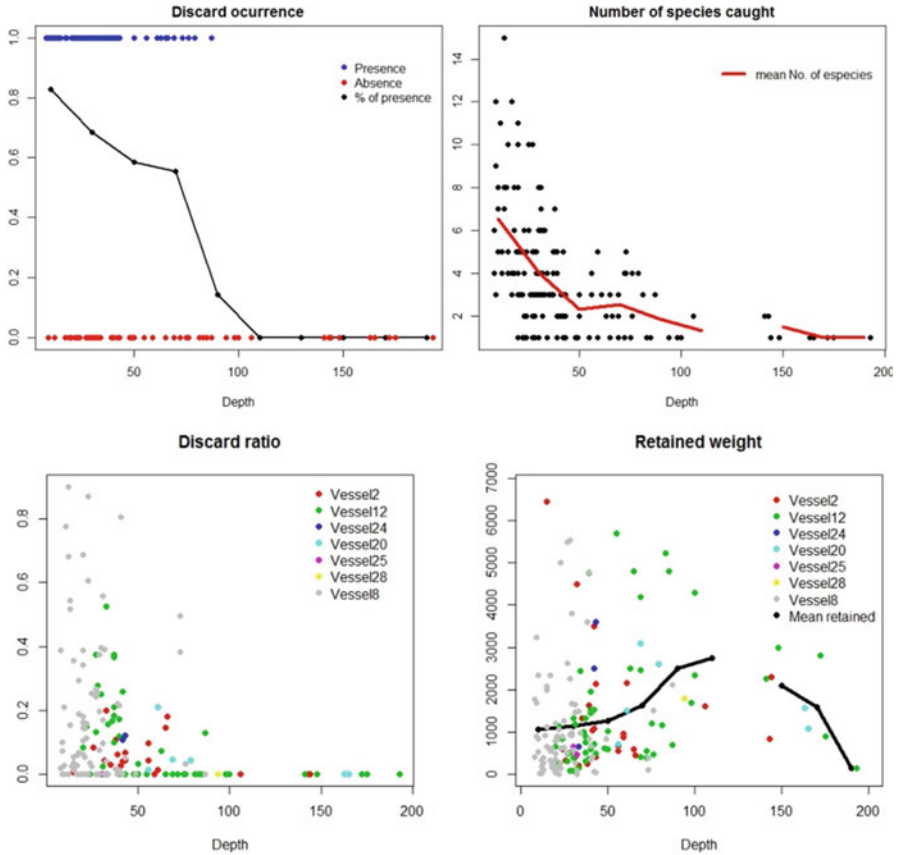 Discard ocurrence
1.0
0.8
0.6
0.4
0.2
0.0
Presence
Absence
% of presence
50
100
150
Depth
Number of species caught
14
12
10
8
6
4
2
mean No. of especies
50
100
150
200
Depth
Discard ratio
0.8
0.6
0.4
0.2
0.0
Vessel2
Vessel12
Vessel24
Vessel20
Vessel25
Vessel28
Vessel8
50
100
150
200
Depth
Retained weight
7000
6000
5000
4000
3000
2000
1000
0
Vessel2
Vessel12
Vessel24
Vessel20
Vessel25
Vessel28
Vessel8
Mean retained
0
50
100
150
200
Depth